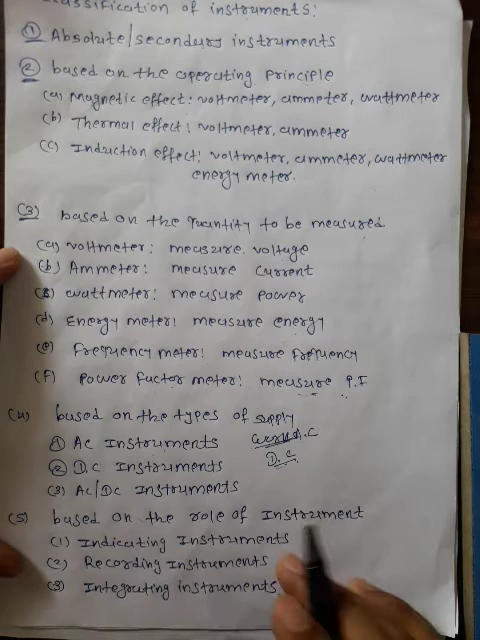 classification of instruments:
① Absolute/secondary instruments
② based on the operating principle
(a) Magnetic effect: voltmeter, ammeter, wattmeter
(b) Thermal effect: voltmeter, ammeter
(c) Induction effect: voltmeter, ammeter, wattmeter
energy meter.
(3) based on the quantity to be measured
(a) voltmeter: measure voltage
(b) Ammeter: measure current
(c) wattmeter: measure power
(d) Energy meter: measure energy
(e) Frequency meter: measure frequency
(f) Power factor meter: measure P.F
(4) based on the types of supply
① AC Instruments A.C
② D.C Instruments D.C
(3) AC/DC Instruments
(5) based on the role of Instrument
(1) Indicating Instruments
(2) Recording Instruments
(3) Integrating instruments